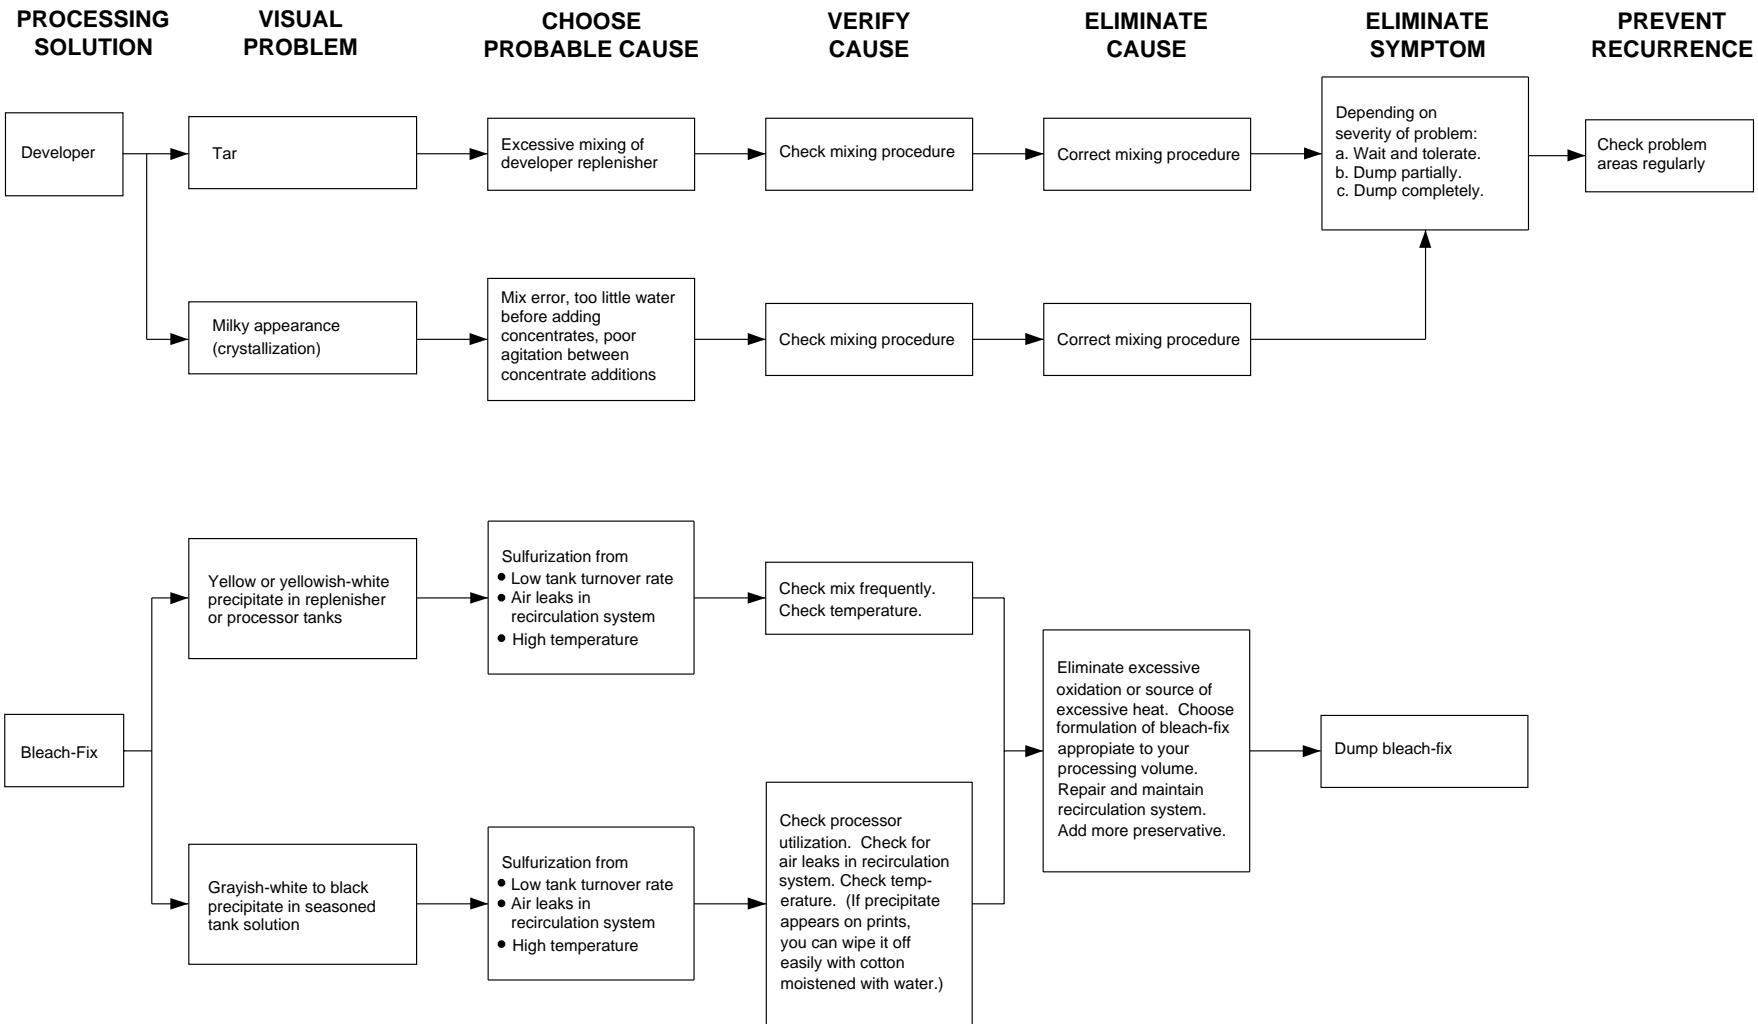 PROCESSING
SOLUTION
VISUAL
PROBLEM
CHOOSE
PROBABLE CAUSE
VERIFY
CAUSE
ELIMINATE
CAUSE
ELIMINATE
SYMPTOM
PREVENT
RECURRENCE
Developer
Tar
Excessive mixing of
developer replenisher
Check mixing procedure
Correct mixing procedure
Depending on
severity of problem:
a. Wait and tolerate.
b. Dump partially.
c. Dump completely.
Check problem
areas regularly
Milky appearance
(crystallization)
Mix error, too little water
before adding
concentrates, poor
agitation between
concentrate additions
Check mixing procedure
Correct mixing procedure
Bleach-Fix
Yellow or yellowish-white
precipitate in replenisher
or processor tanks
Sulfurization from
• Low tank turnover rate
• Air leaks in
recirculation system
• High temperature
Check mix frequently.
Check temperature.
Grayish-white to black
precipitate in seasoned
tank solution
Sulfurization from
• Low tank turnover rate
• Air leaks in
recirculation system
• High temperature
Check processor
utilization. Check for
air leaks in recirculation
system. Check temp-
erature. (If precipitate
appears on prints,
you can wipe it off
easily with cotton
moistened with water.)
Eliminate excessive
oxidation or source of
excessive heat. Choose
formulation of bleach-fix
appropiate to your
processing volume.
Repair and maintain
recirculation system.
Add more preservative.
Dump bleach-fix